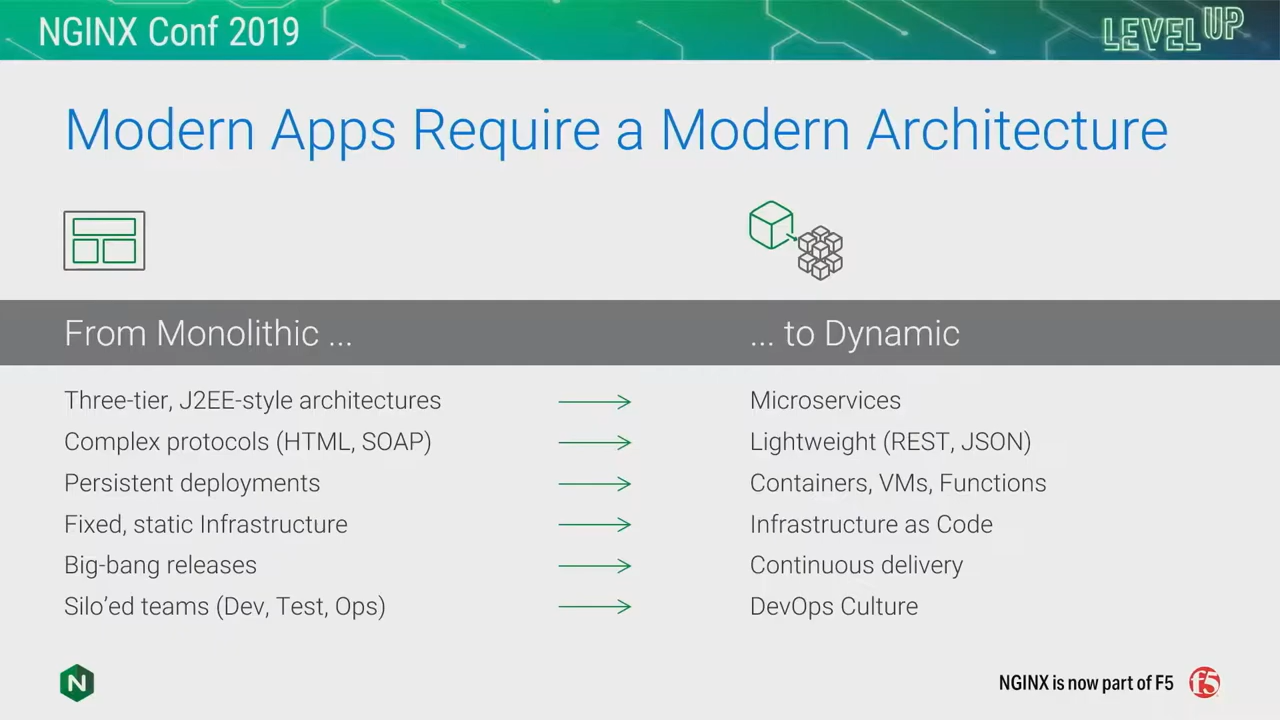 NGINX Conf 2019
LEVEL UP
Modern Apps Require a Modern Architecture
From Monolithic ...
... to Dynamic
Three-tier, J2EE-style architectures
Microservices
Complex protocols (HTML, SOAP)
Lightweight (REST, JSON)
Persistent deployments
Containers, VMs, Functions
Fixed, static Infrastructure
Infrastructure as Code
Big-bang releases
Continuous delivery
Silo’ed teams (Dev, Test, Ops)
DevOps Culture
N
NGINX is now part of F5
f5